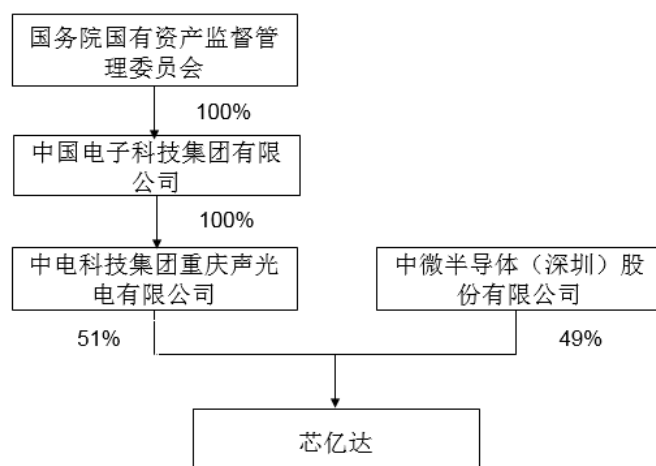 国务院国有资产监督管
理委员会
100%
中国电子科技集团有限
公司
100%
中电科技集团重庆声光
电有限公司
中微半导体（深圳）股
份有限公司
51%
49%
芯亿达